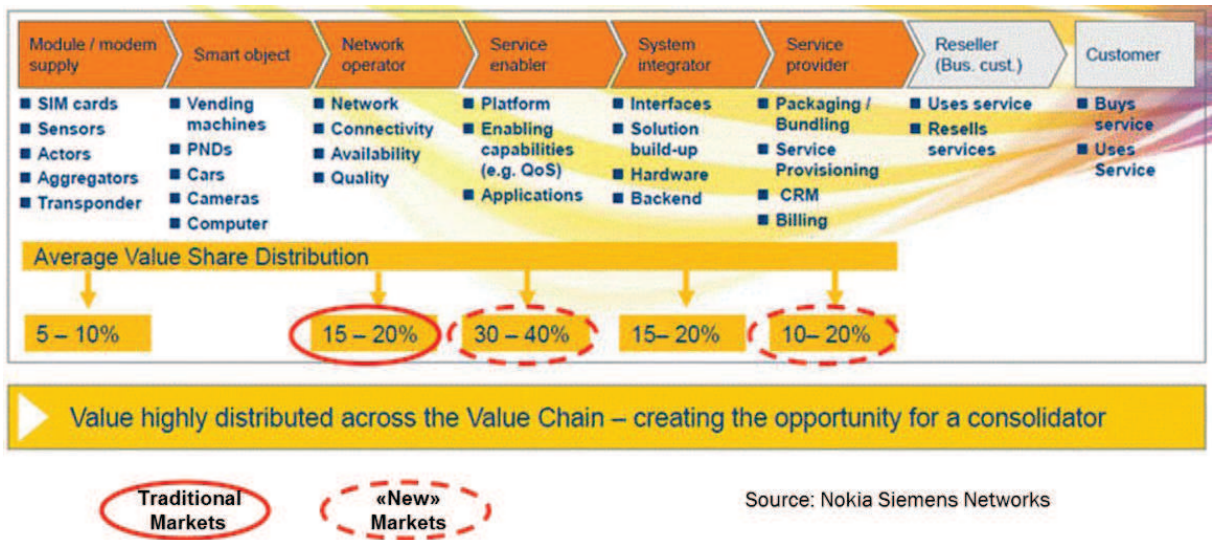 Module / modem
supply
Smart object
Network
operator
Service
enabler
System
integrator
Service
provider
Reseller
(Bus. cust.)
Customer
SIM cards
Sensors
Actors
Aggregators
Transponder
Vending
machines
PNDs
Cars
Cameras
Computer
Network
Connectivity
Availability
Quality
Platform
Enabling
capabilities
(e.g. QoS)
Applications
Interfaces
Solution
build-up
Hardware
Backend
Packaging /
Bundling
Service
Provisioning
CRM
Billing
Uses service
Resells
services
Buys
service
Uses
Service
Average Value Share Distribution
5 – 10%
15 – 20%
30 – 40%
15– 20%
10– 20%
Value highly distributed across the Value Chain – creating the opportunity for a consolidator
Traditional
Markets
«New»
Markets
Source: Nokia Siemens Networks